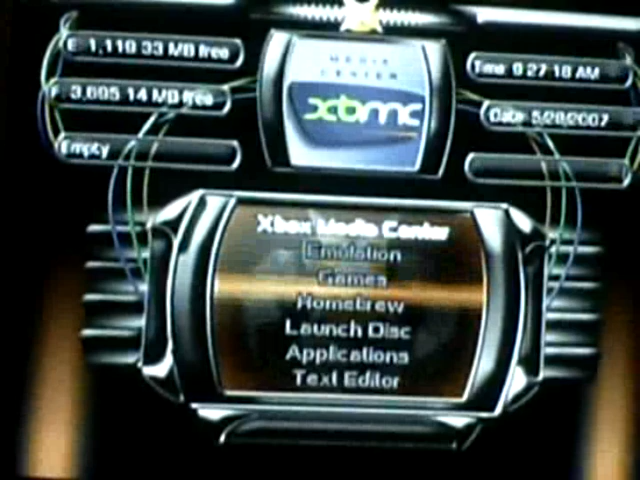 E: 1,110.33 MB free
F: 3,695.14 MB free
Empty
MEDIA
CENTER
xbmc
Time: 0:27:18 AM
Date: 5/28/2007
Xbox Media Center
Emulation
Games
Homebrew
Launch Disc
Applications
Text Editor